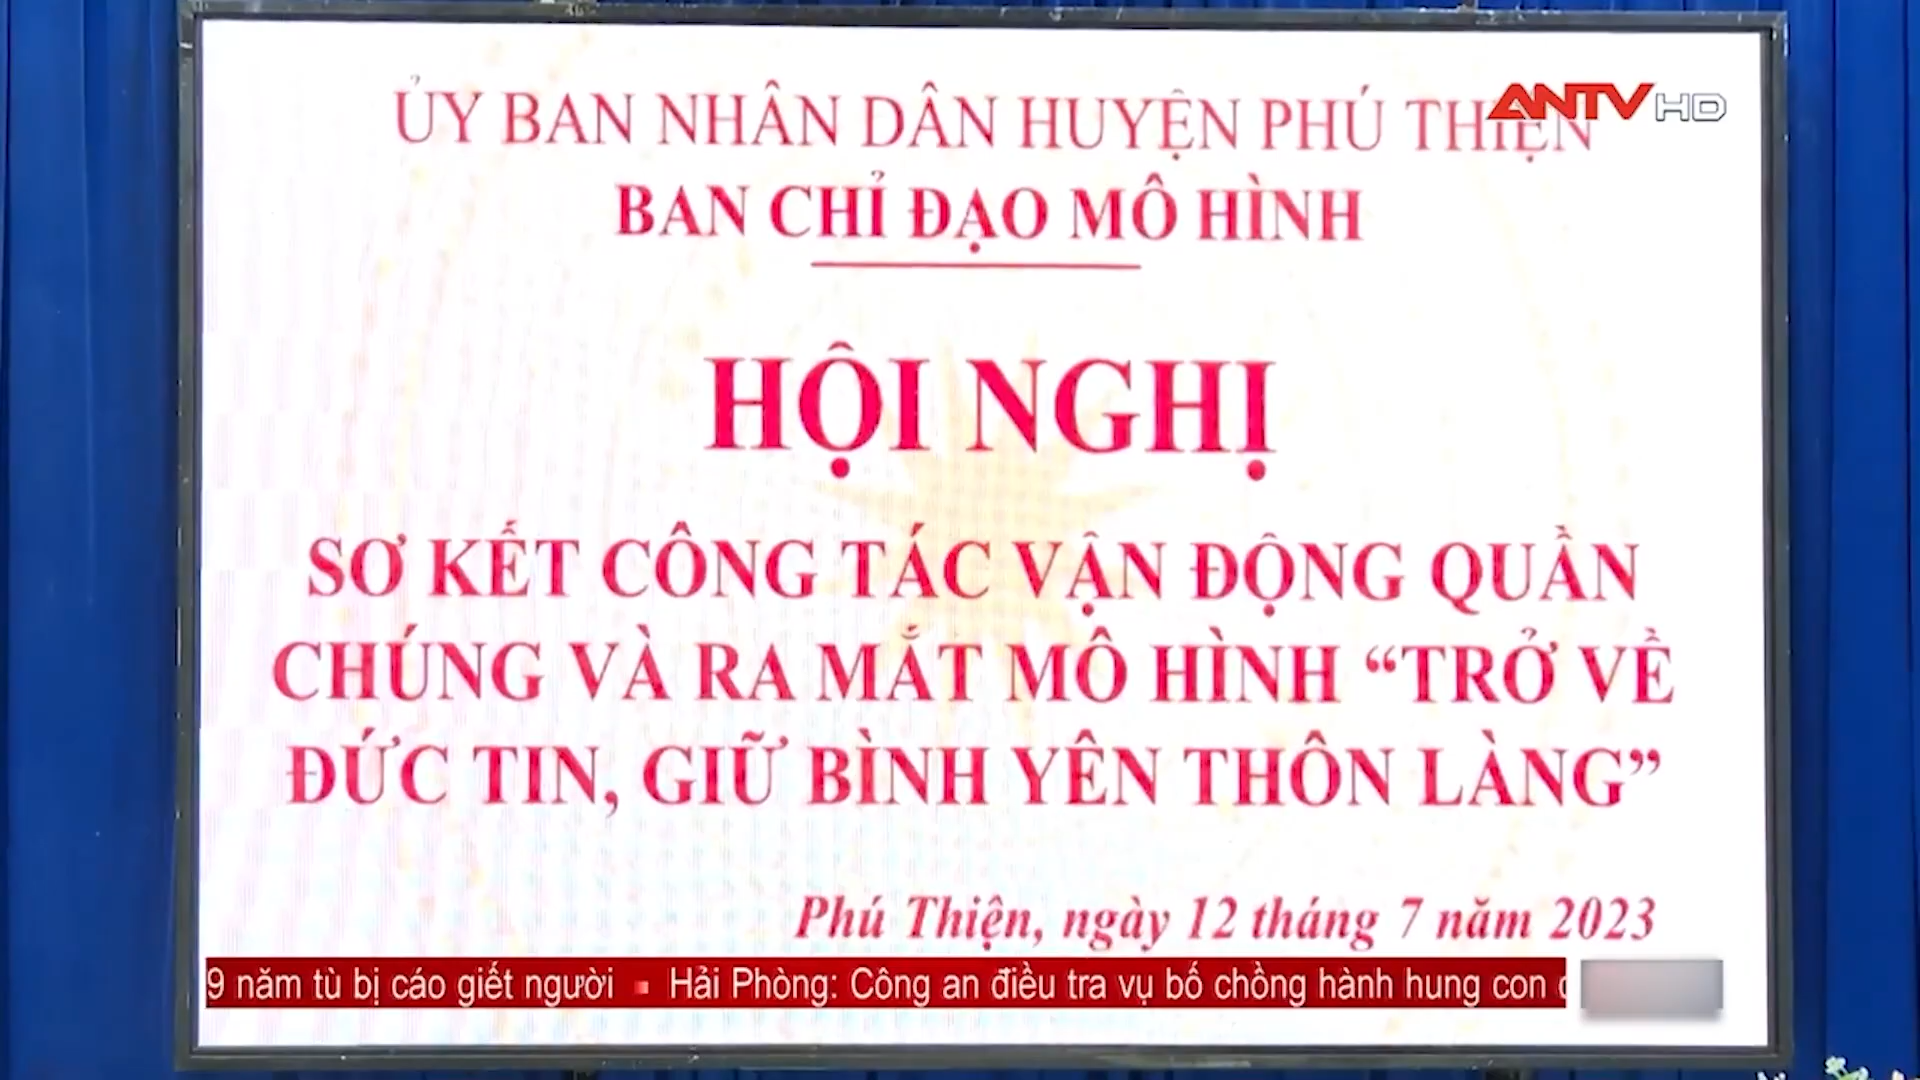 ỦY BAN NHÂN DÂN HUYỆN PHÚ THIỆN
ANTV HD
BAN CHỈ ĐẠO MÔ HÌNH
HỘI NGHỊ
SƠ KẾT CÔNG TÁC VẬN ĐỘNG QUẦN
CHÚNG VÀ RA MẮT MÔ HÌNH “TRỞ VỀ
ĐỨC TIN, GIỮ BÌNH YÊN THÔN LÀNG”
Phú Thiện, ngày 12 tháng 7 năm 2023
9 năm tù bị cáo giết người ▪ Hải Phòng: Công an điều tra vụ bố chồng hành hung con